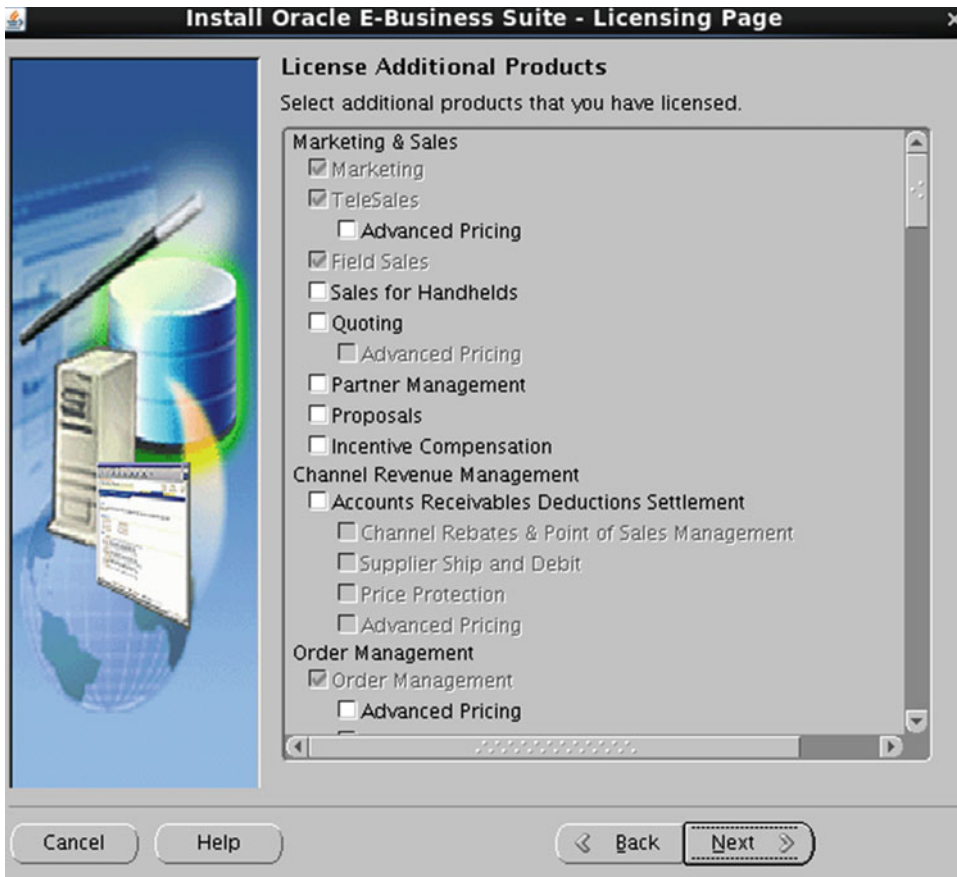 Install Oracle E-Business Suite - Licensing Page
License Additional Products
Select additional products that you have licensed.
Marketing & Sales
Marketing
TeleSales
Advanced Pricing
Field Sales
Sales for Handhelds
Quoting
Advanced Pricing
Partner Management
Proposals
Incentive Compensation
Channel Revenue Management
Accounts Receivables Deductions Settlement
Channel Rebates & Point of Sales Management
Supplier Ship and Debit
Price Protection
Advanced Pricing
Order Management
Order Management
Advanced Pricing
Cancel Help Back Next